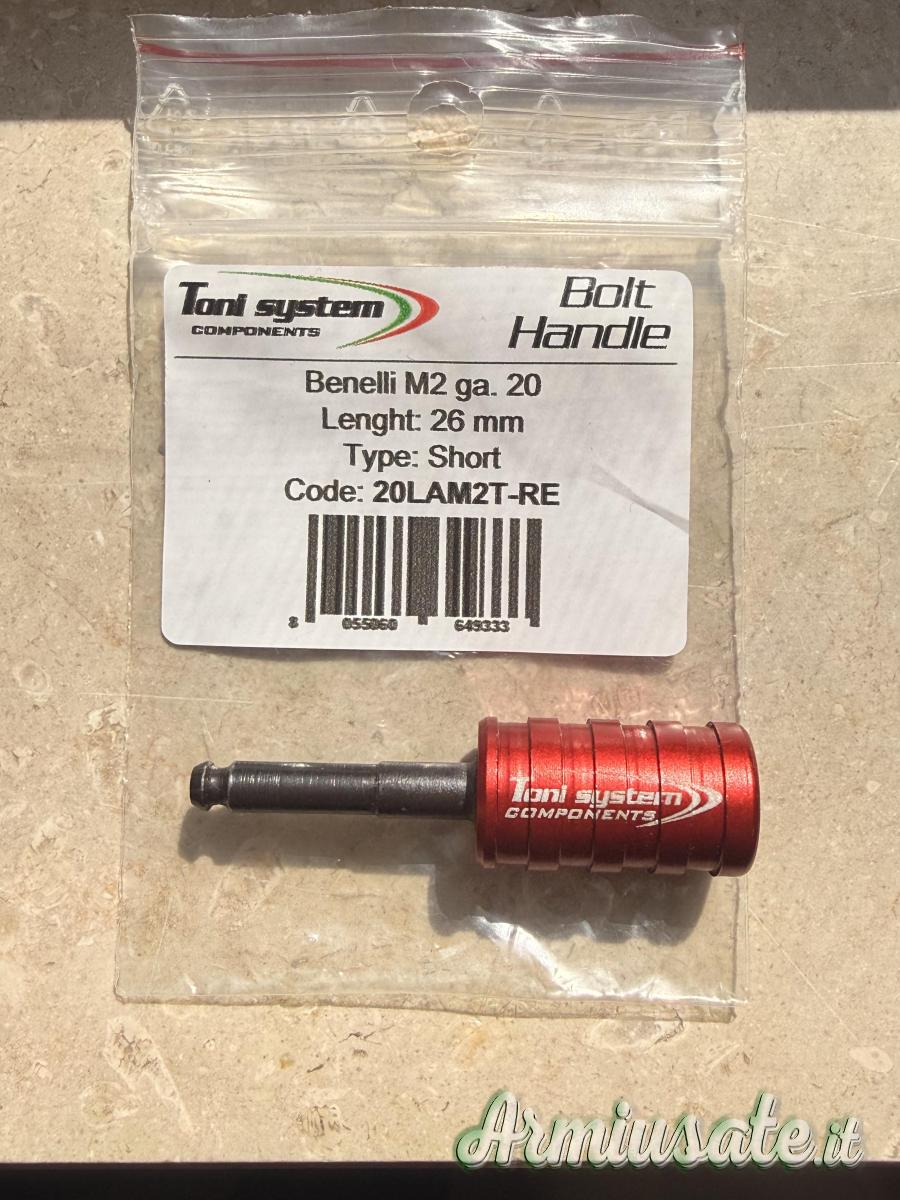 Toni system
COMPONENTS
Bolt
Handle
Benelli M2 ga. 20
Lenght: 26 mm
Type: Short
Code: 20LAM2T-RE
8 055060 649333
Toni system
COMPONENTS
Armiusate.it